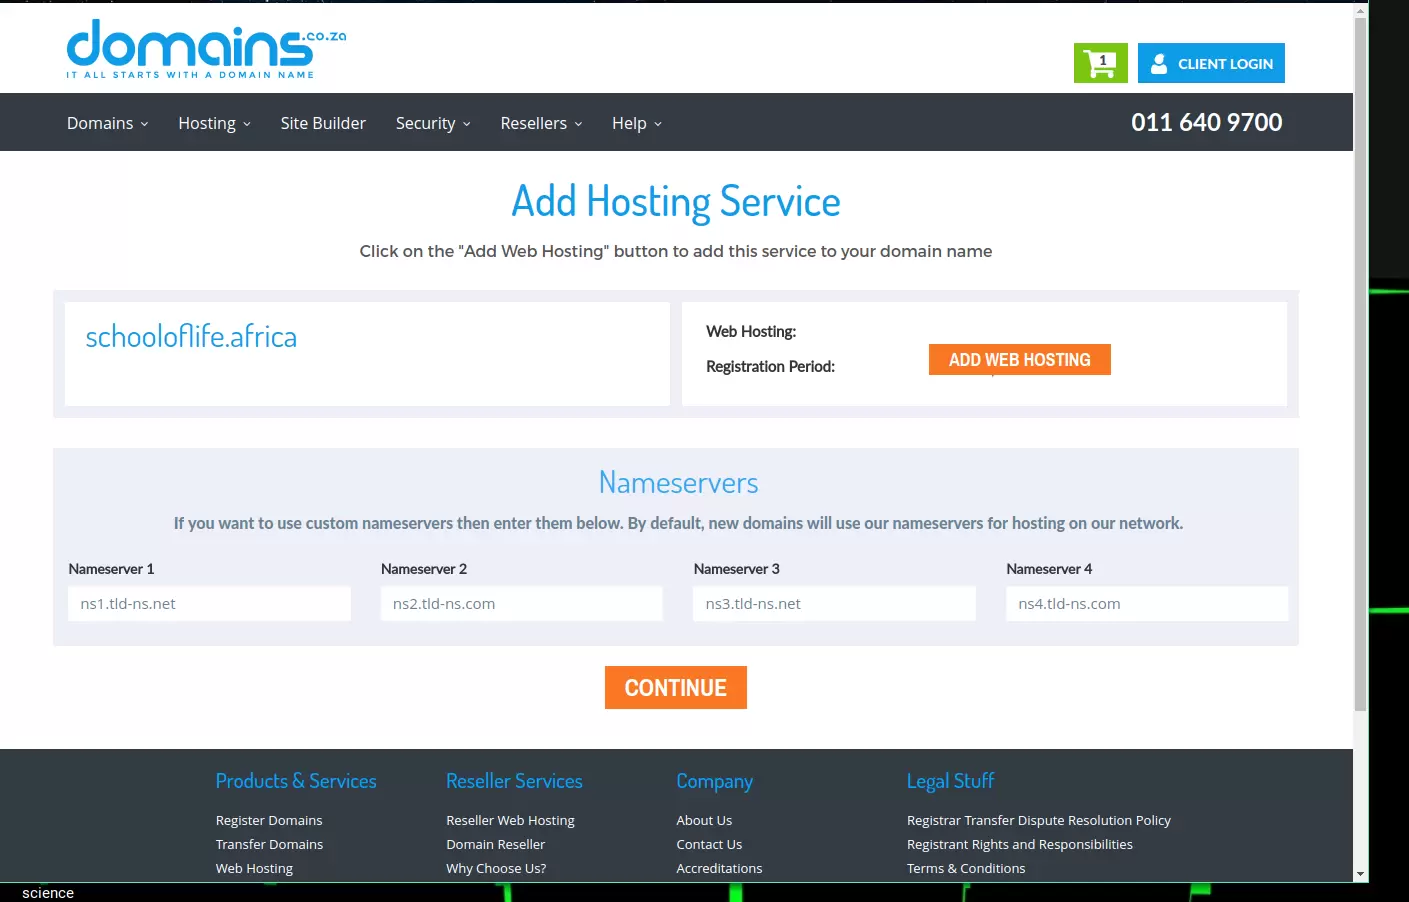 domains.co.za
IT ALL STARTS WITH A DOMAIN NAME
1
CLIENT LOGIN
Domains
Hosting
Site Builder
Security
Resellers
Help
011 640 9700
Add Hosting Service
Click on the "Add Web Hosting" button to add this service to your domain name
schooloflife.africa
Web Hosting:
Registration Period:
ADD WEB HOSTING
Nameservers
If you want to use custom nameservers then enter them below. By default, new domains will use our nameservers for hosting on our network.
Nameserver 1
ns1.tld-ns.net
Nameserver 2
ns2.tld-ns.com
Nameserver 3
ns3.tld-ns.net
Nameserver 4
ns4.tld-ns.com
CONTINUE
Products & Services
Register Domains
Transfer Domains
Web Hosting
Reseller Services
Reseller Web Hosting
Domain Reseller
Why Choose Us?
Company
About Us
Contact Us
Accreditations
Legal Stuff
Registrar Transfer Dispute Resolution Policy
Registrant Rights and Responsibilities
Terms & Conditions
science